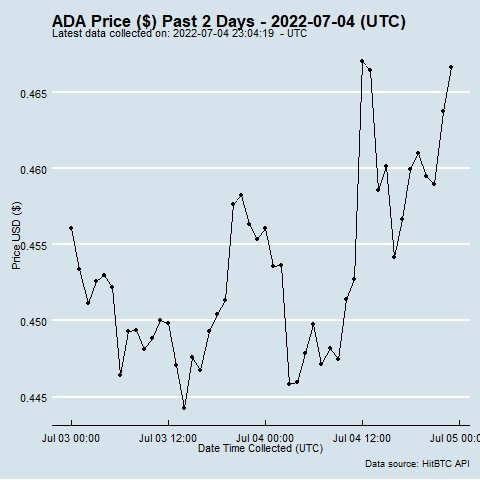 ADA Price ($) Past 2 Days - 2022-07-04 (UTC)
Latest data collected on: 2022-07-04 23:04:19 - UTC
0.465
0.460
0.455
0.450
0.445
Price USD ($)
Jul 03 00:00 Jul 03 12:00 Jul 04 00:00 Jul 04 12:00 Jul 05 00:00
Date Time Collected (UTC)
Data source: HitBTC API